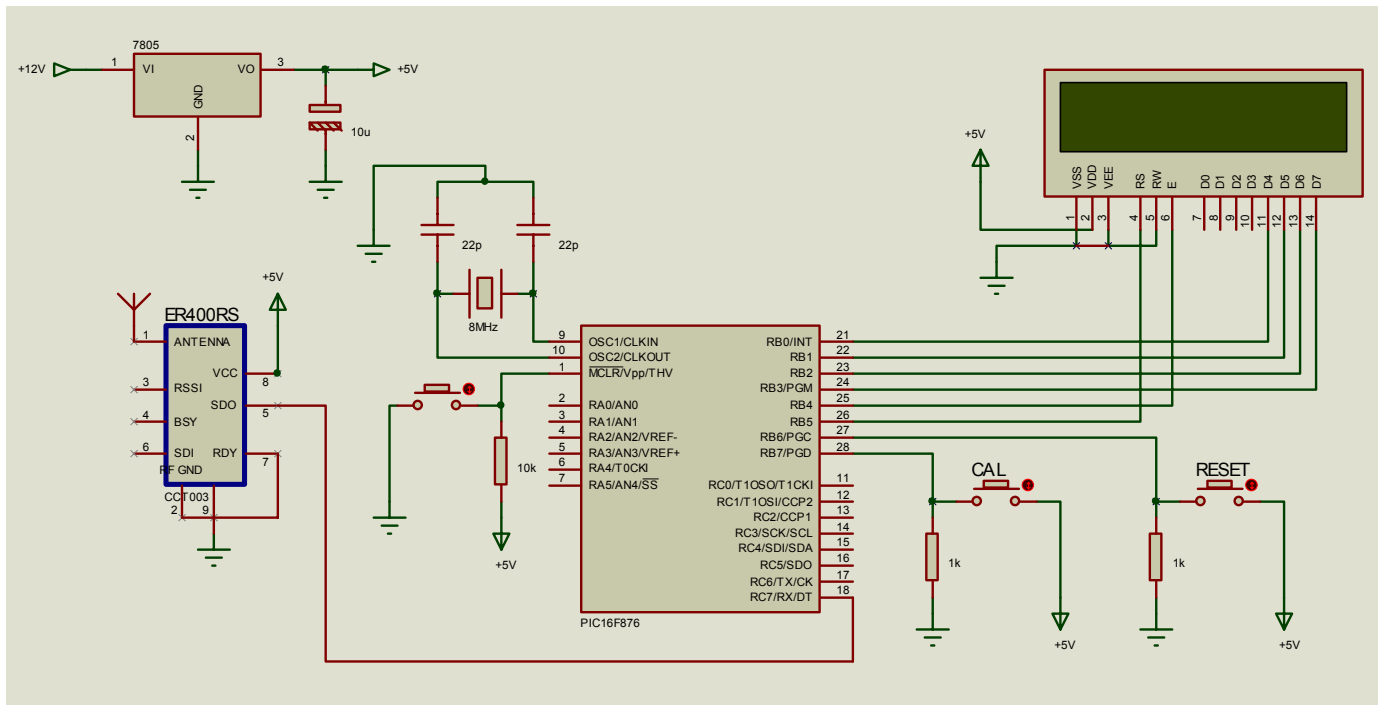 7805
+12V
1
VI
VO
3
+5V
GND
2
10u
22p
22p
8MHz
+5V
ER400RS
1
ANTENNA
VCC
8
3
RSSI
SDO
5
4
BSY
6
SDI
RDY
7
RF GND
CCT003
2
9
10k
+5V
9
OSC1/CLKIN
10
OSC2/CLKOUT
1
MCLR/Vpp/THV
2
RA0/AN0
3
RA1/AN1
4
RA2/AN2/VREF-
5
RA3/AN3/VREF+
6
RA4/T0CKI
7
RA5/AN4/SS
RB0/INT
21
RB1
22
RB2
23
RB3/PGM
24
RB4
25
RB5
26
RB6/PGC
27
RB7/PGD
28
RC0/T1OSO/T1CKI
11
RC1/T1OSI/CCP2
12
RC2/CCP1
13
RC3/SCK/SCL
14
RC4/SDI/SDA
15
RC5/SDO
16
RC6/TX/CK
17
RC7/RX/DT
18
PIC16F876
+5V
VSS
VDD
VEE
RS
RW
E
D0
D1
D2
D3
D4
D5
D6
D7
1
2
3
4
5
6
7
8
9
10
11
12
13
14
CAL
1k
+5V
RESET
1k
+5V